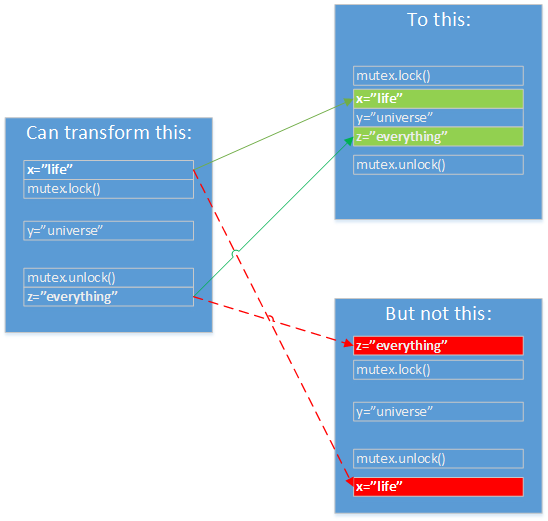 Can transform this:
x=”life”
mutex.lock()
y=”universe”
mutex.unlock()
z=”everything”
To this:
mutex.lock()
x=”life”
y=”universe”
z=”everything”
mutex.unlock()
But not this:
z=”everything”
mutex.lock()
y=”universe”
mutex.unlock()
x=”life”